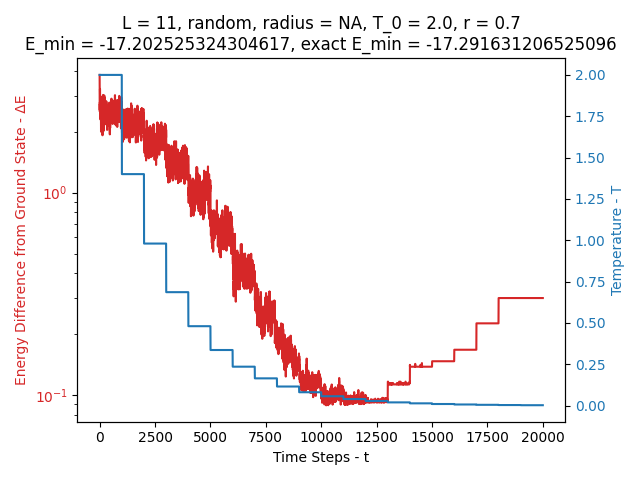 L = 11, random, radius = NA, T_0 = 2.0, r = 0.7
E_min = -17.202525324304617, exact E_min = -17.291631206525096
Energy Difference from Ground State - ΔE
10⁰
10⁻¹
2.00
1.75
1.50
1.25
1.00
0.75
0.50
0.25
0.00
Temperature - T
0 2500 5000 7500 10000 12500 15000 17500 20000
Time Steps - t